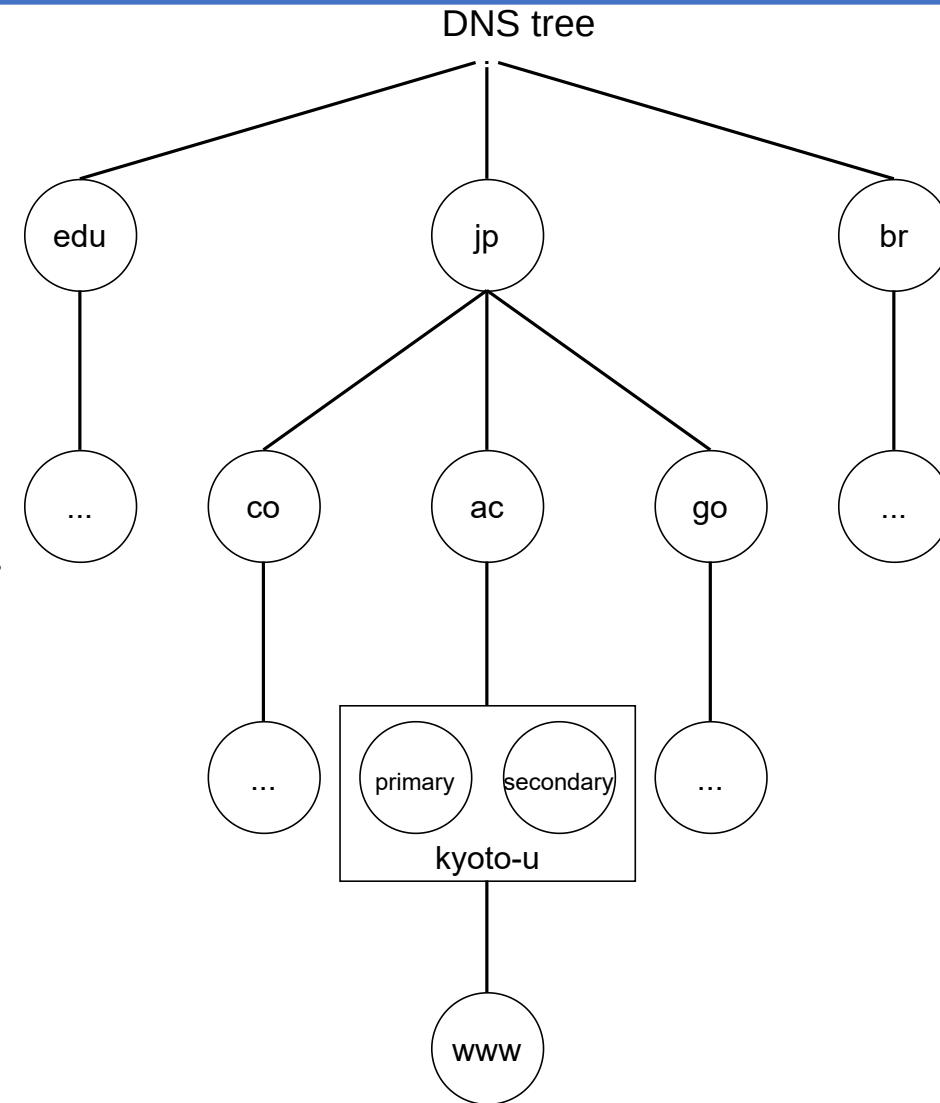 DNS tree
.
edu jp br
... co ac go ...
... primary secondary ...
kyoto-u
www